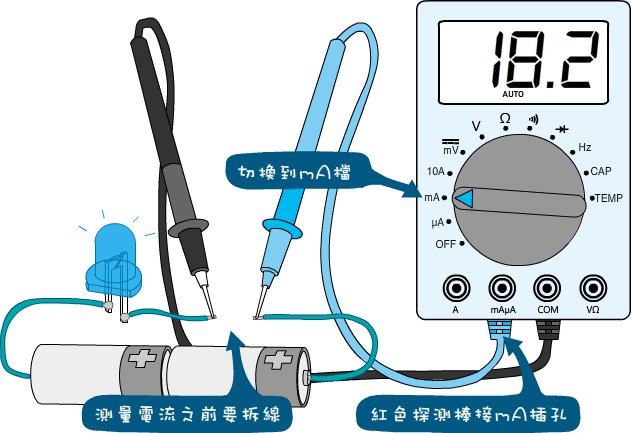 18.2
AUTO
Ω
V
Hz
mV
切換到mA檔
10A
CAP
mA
TEMP
μA
OFF
A
mAμA
COM
VΩ
測量電流之前要拆線
紅色探測棒接mA插孔